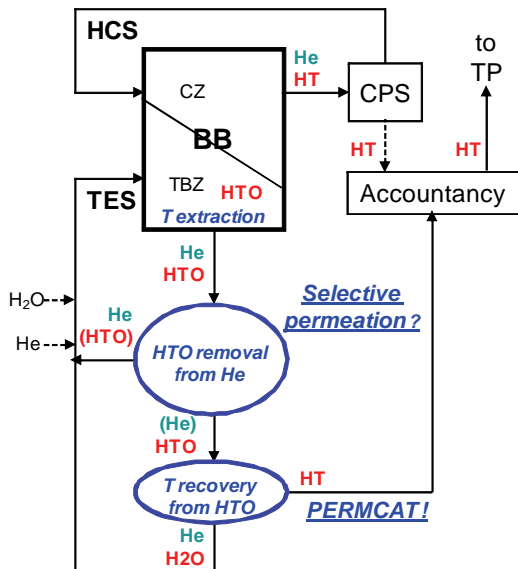 HCS
to
TP
He
HT
CZ
CPS
BB
HT
HT
TBZ
HTO
TES
T extraction
Accountancy
He
HTO
H₂O
He
(HTO)
He
Selective
permeation?
HTO removal
from He
(He)
HTO
T recovery
from HTO
HT
PERMCAT!
He
H2O